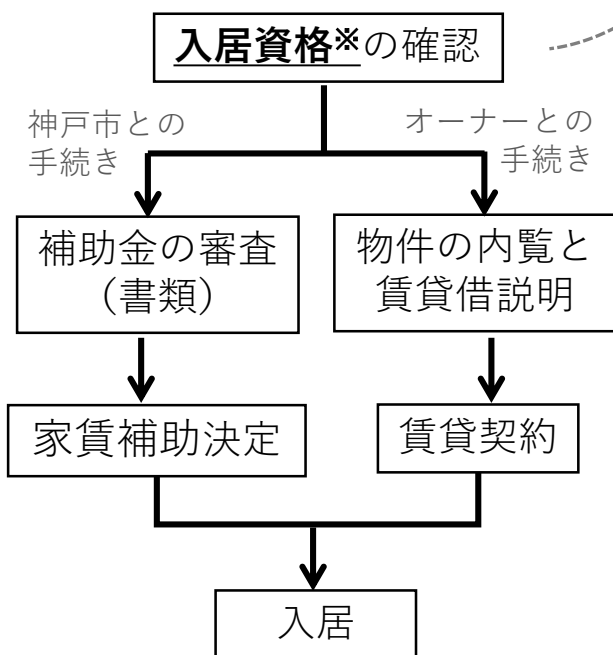 入居資格※の確認
神戸市との
手続き
オーナーとの
手続き
補助金の審査
（書類）
物件の内覧と
賃貸借説明
家賃補助決定
賃貸契約
入居